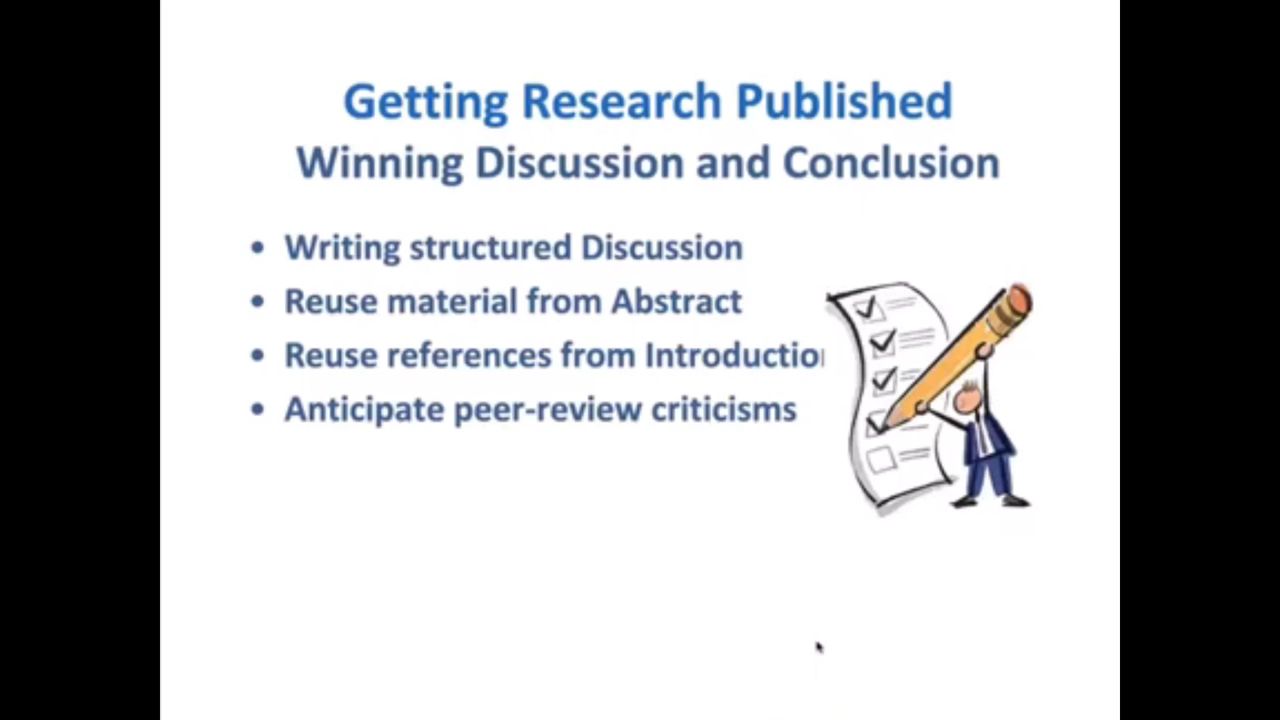 Getting Research Published
Winning Discussion and Conclusion
• Writing structured Discussion
• Reuse material from Abstract
• Reuse references from Introduction
• Anticipate peer-review criticisms